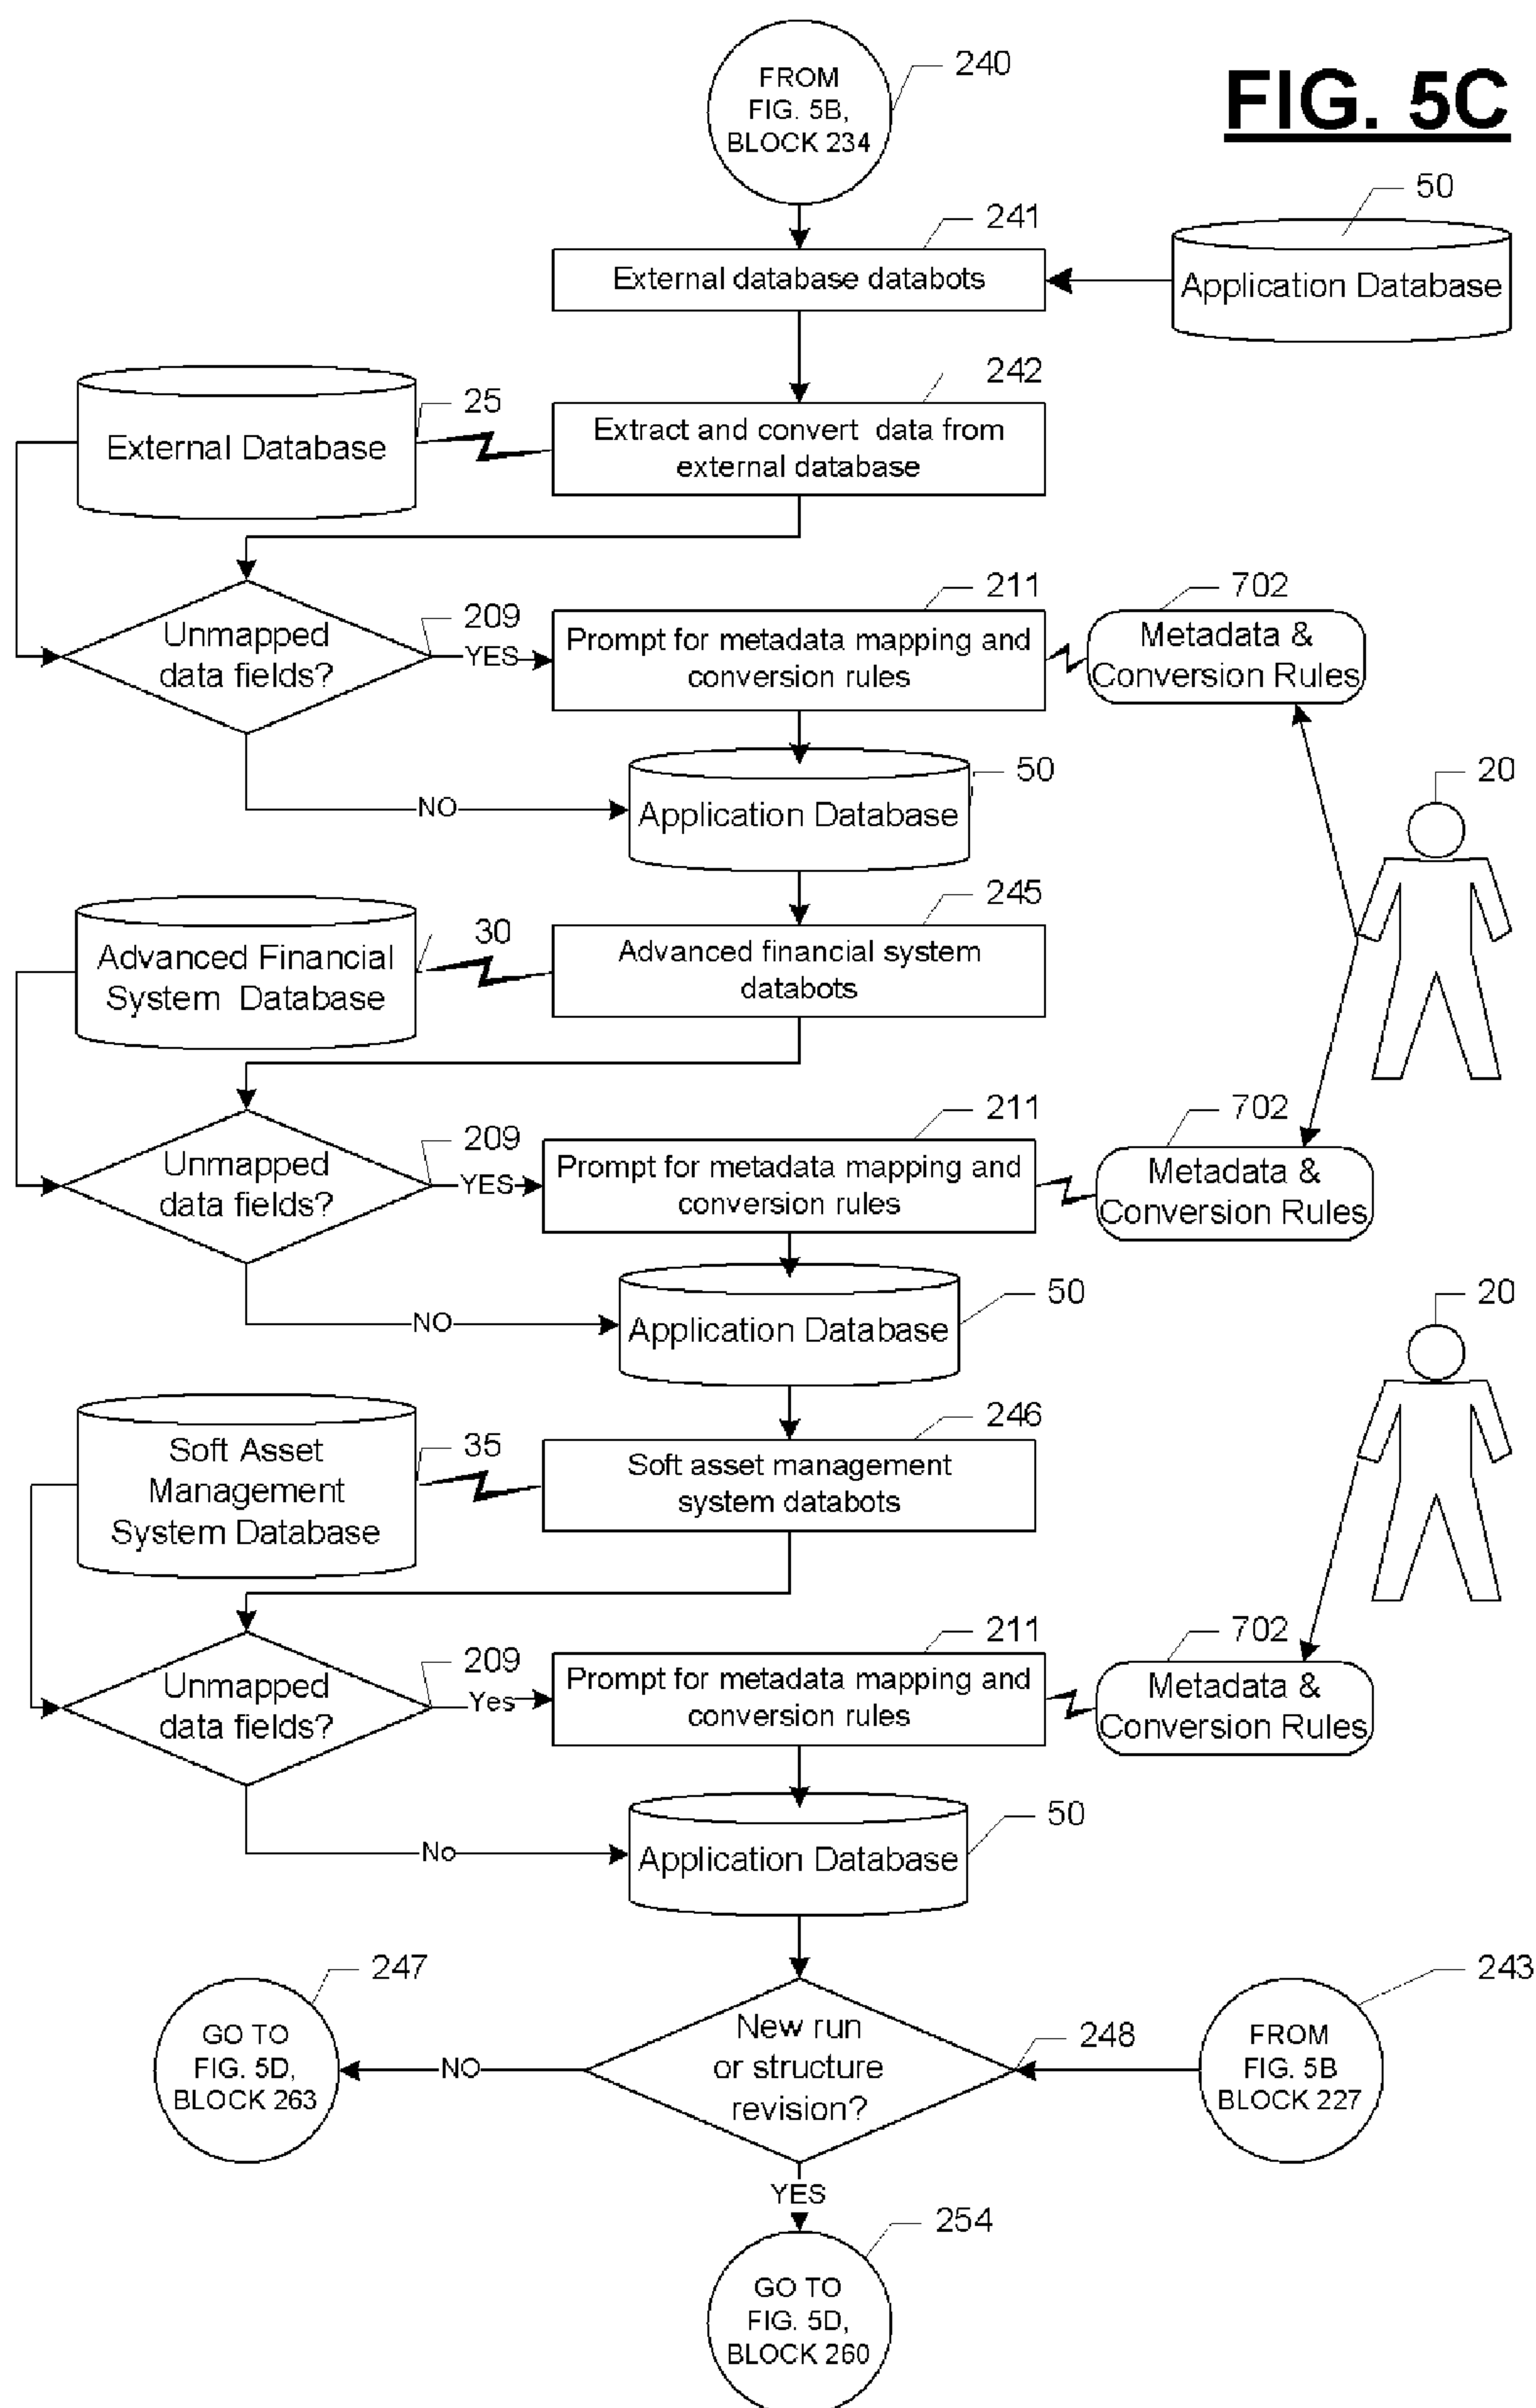 FROM
FIG. 5B,
BLOCK 234
240
FIG. 5C
241
External database databots
50
Application Database
External Database
25
242
Extract and convert data from
external database
Unmapped
data fields?
209
YES
211
Prompt for metadata mapping and
conversion rules
702
Metadata &
Conversion Rules
NO
50
Application Database
20
Advanced Financial
System Database
30
245
Advanced financial system
databots
Unmapped
data fields?
209
YES
211
Prompt for metadata mapping and
conversion rules
702
Metadata &
Conversion Rules
NO
50
Application Database
20
Soft Asset
Management
System Database
35
246
Soft asset management
system databots
Unmapped
data fields?
209
Yes
211
Prompt for metadata mapping and
conversion rules
702
Metadata &
Conversion Rules
No
50
Application Database
247
GO TO
FIG. 5D,
BLOCK 263
NO
New run
or structure
revision?
248
243
FROM
FIG. 5B
BLOCK 227
YES
254
GO TO
FIG. 5D,
BLOCK 260